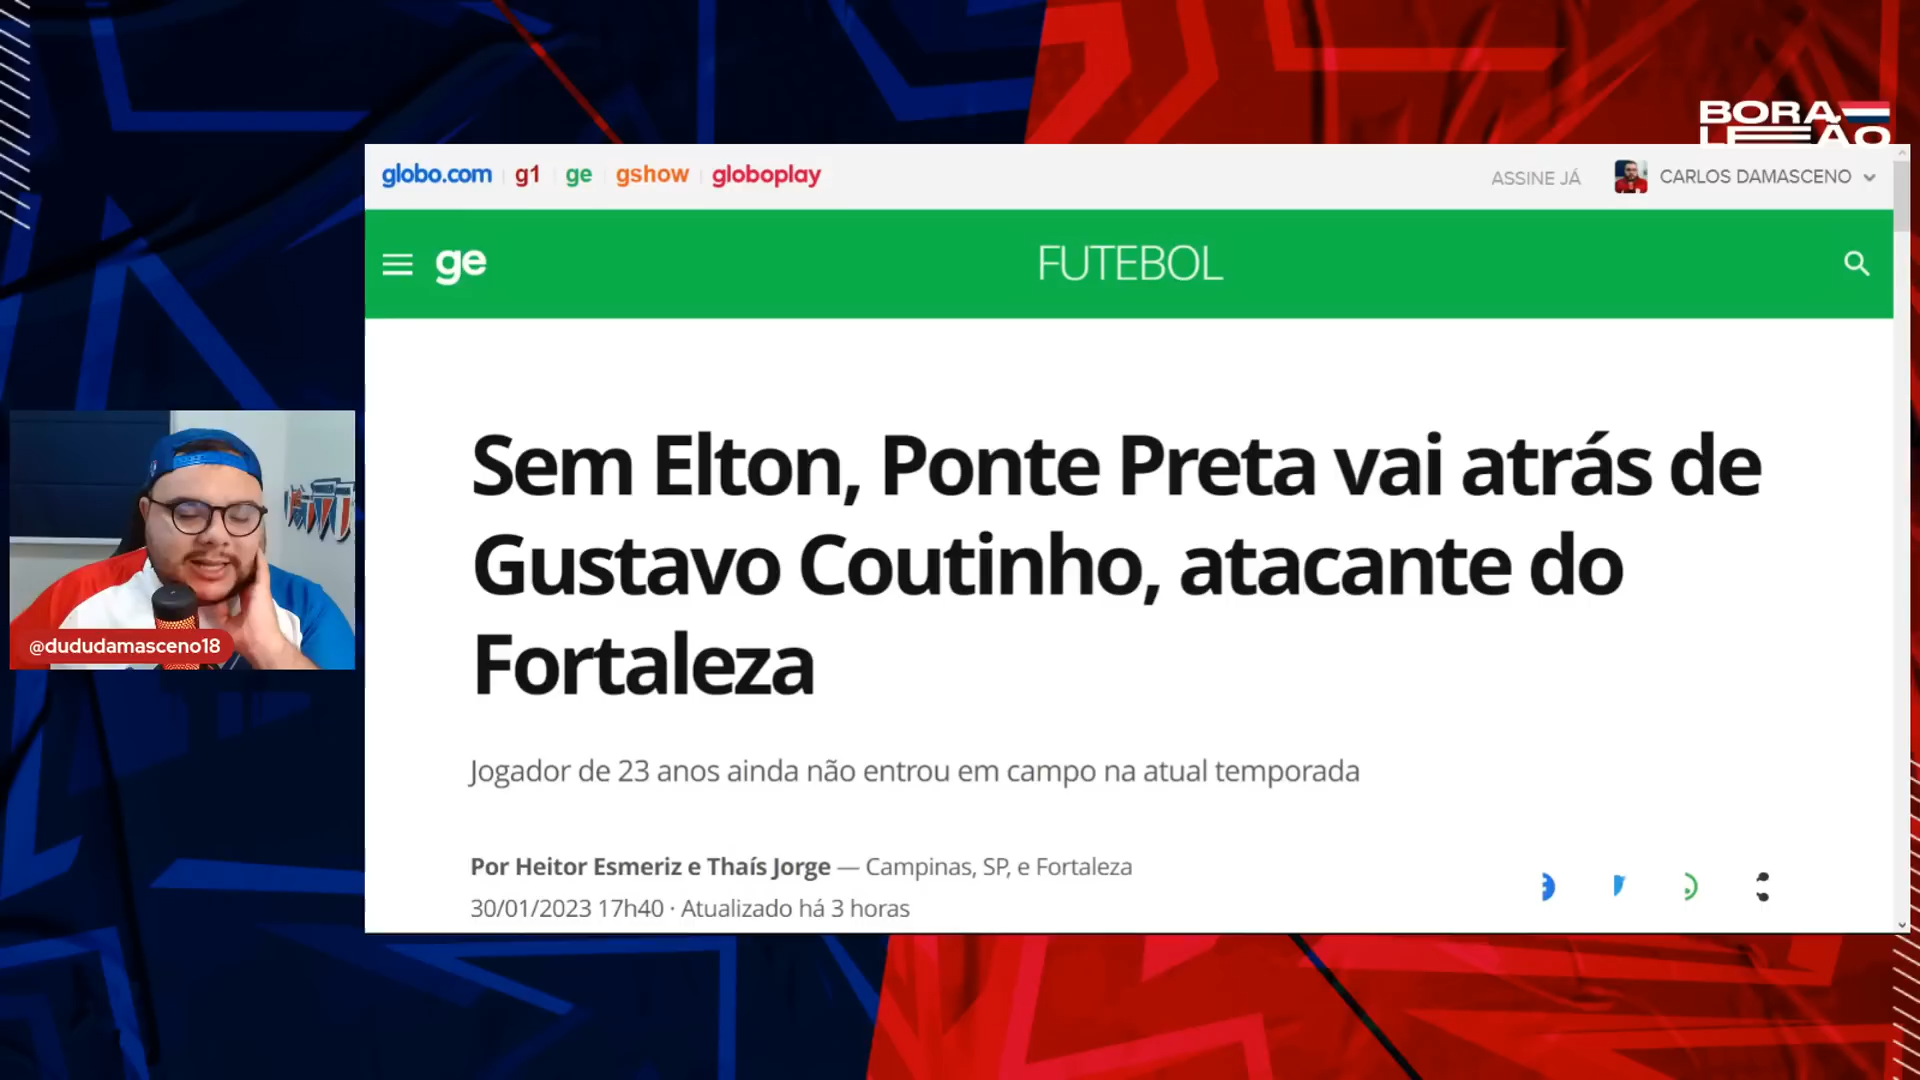 BORA
LEÃO
globo.com g1 ge gshow globoplay
ASSINE JÁ
CARLOS DAMASCENO
ge
FUTEBOL
Sem Elton, Ponte Preta vai atrás de
Gustavo Coutinho, atacante do
Fortaleza
Jogador de 23 anos ainda não entrou em campo na atual temporada
Por Heitor Esmeriz e Thaís Jorge — Campinas, SP, e Fortaleza
30/01/2023 17h40 · Atualizado há 3 horas
@dududamasceno18